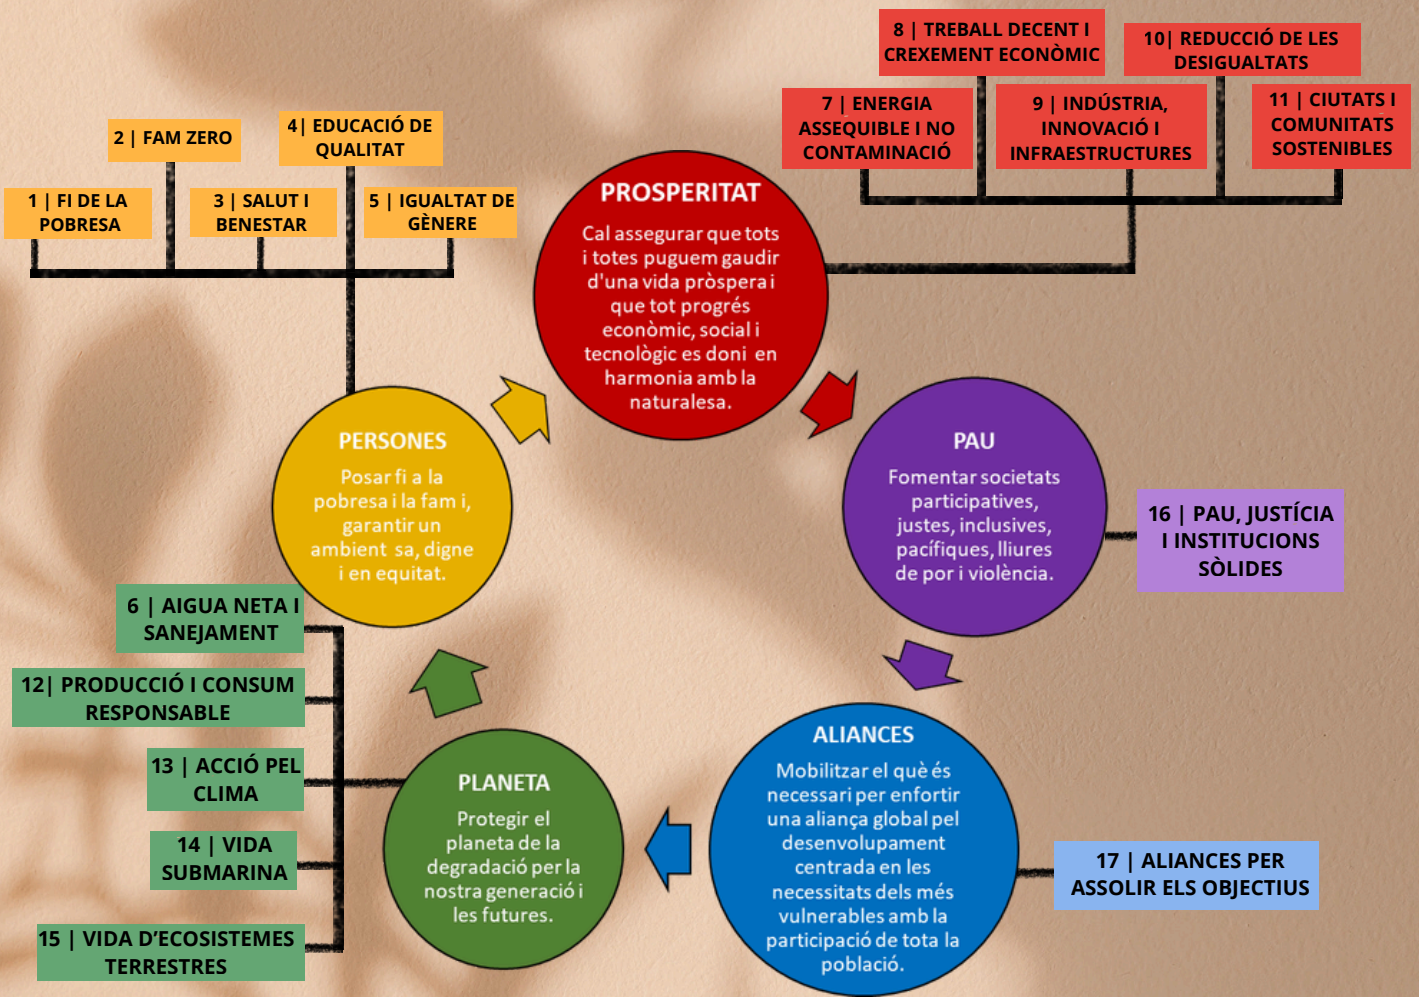 8 | TREBALL DECENT I
CREXEMENT ECONÒMIC
10| REDUCCIÓ DE LES
DESIGUALTATS
7 | ENERGIA
ASSEQUIBLE I NO
CONTAMINACIÓ
9 | INDÚSTRIA,
INNOVACIÓ I
INFRAESTRUCTURES
11 | CIUTATS I
COMUNITATS
SOSTENIBLES
2 | FAM ZERO
4| EDUCACIÓ DE
QUALITAT
1 | FI DE LA
POBRESA
3 | SALUT I
BENESTAR
5 | IGUALTAT DE
GÈNERE
PROSPERITAT
Cal assegurar que tots
i totes puguem gaudir
d'una vida pròspera i
que tot progrés
econòmic, social i
tecnològic es doni en
harmonia amb la
naturalesa.
PERSONES
Posar fi a la
pobresa i la fam i,
garantir un
ambient sa, digne
i en equitat.
PAU
Fomentar societats
participatives,
justes, inclusives,
pacífiques, lliures
de por i violència.
16 | PAU, JUSTÍCIA
I INSTITUCIONS
SÒLIDES
6 | AIGUA NETA I
SANEJAMENT
12| PRODUCCIÓ I CONSUM
RESPONSABLE
13 | ACCIÓ PEL
CLIMA
14 | VIDA
SUBMARINA
15 | VIDA D'ECOSISTEMES
TERRESTRES
PLANETA
Protegir el
planeta de la
degradació per la
nostra generació i
les futures.
ALIANCES
Mobilitzar el què és
necessari per enfortir
una aliança global pel
desenvolupament
centrada en les
necessitats dels més
vulnerables amb la
participació de tota la
població.
17 | ALIANCES PER
ASSOLIR ELS OBJECTIUS